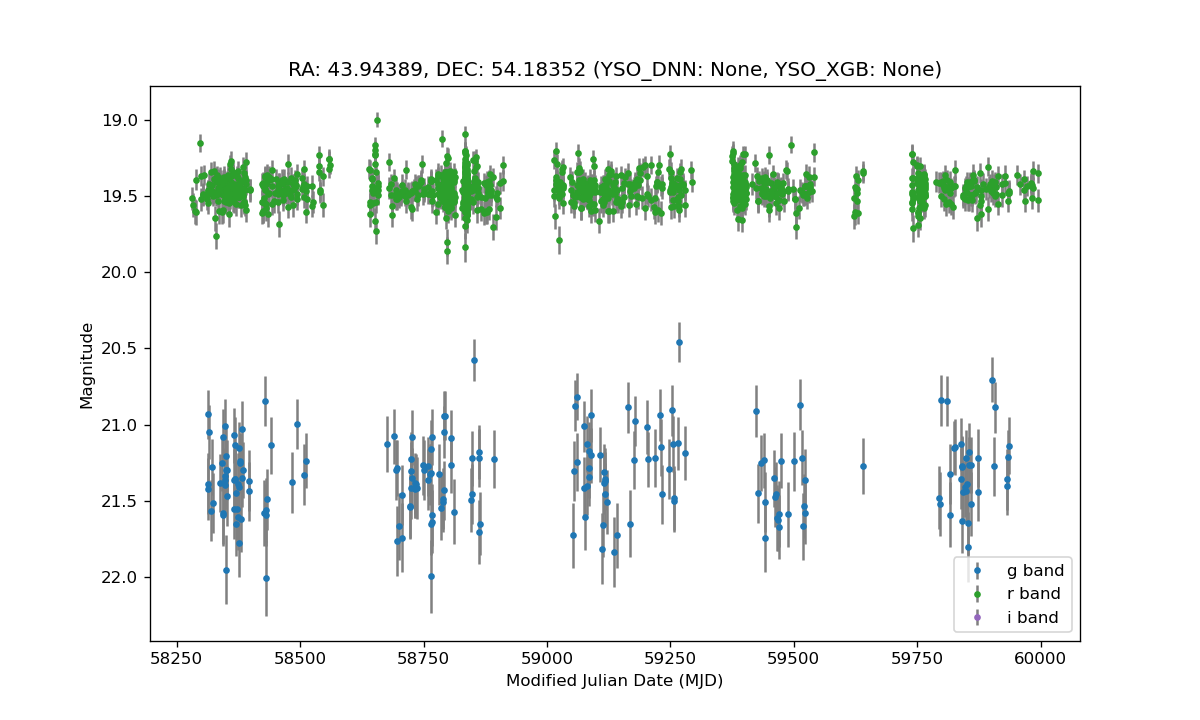 RA: 43.94389, DEC: 54.18352 (YSO_DNN: None, YSO_XGB: None)
19.0
19.5
20.0
20.5
21.0
21.5
22.0
Magnitude
58250
58500
58750
59000
59250
59500
59750
60000
Modified Julian Date (MJD)
g band
r band
i band